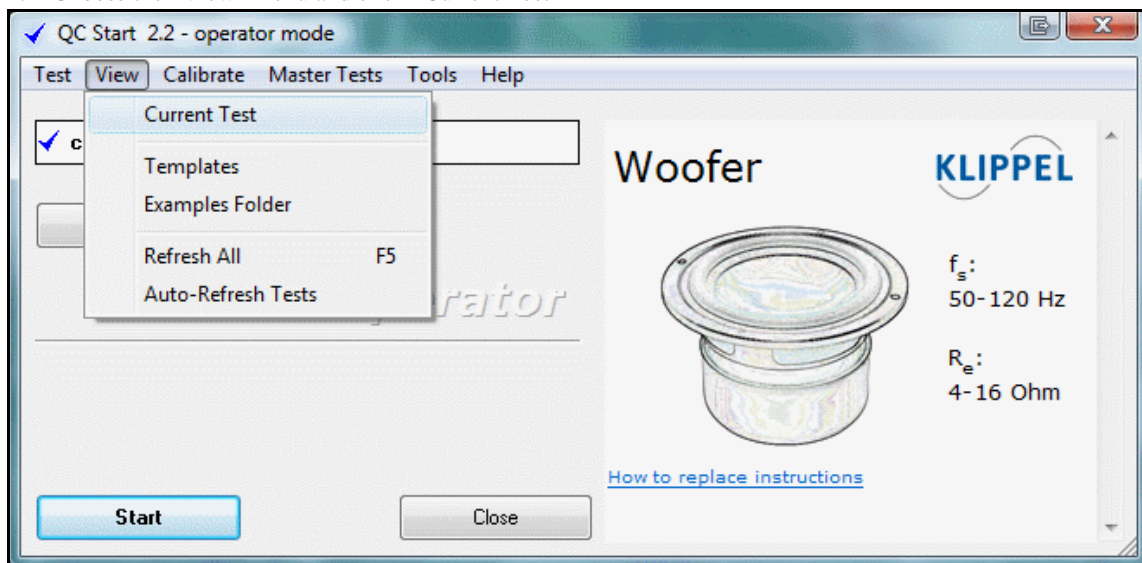 QC Start 2.2 - operator mode
Test View Calibrate Master Tests Tools Help
Current Test
Templates
Examples Folder
Refresh All F5
Auto-Refresh Tests
c
rator
Start
Close
Woofer
KLIPPEL
fs:
50-120 Hz
Re:
4-16 Ohm
How to replace instructions